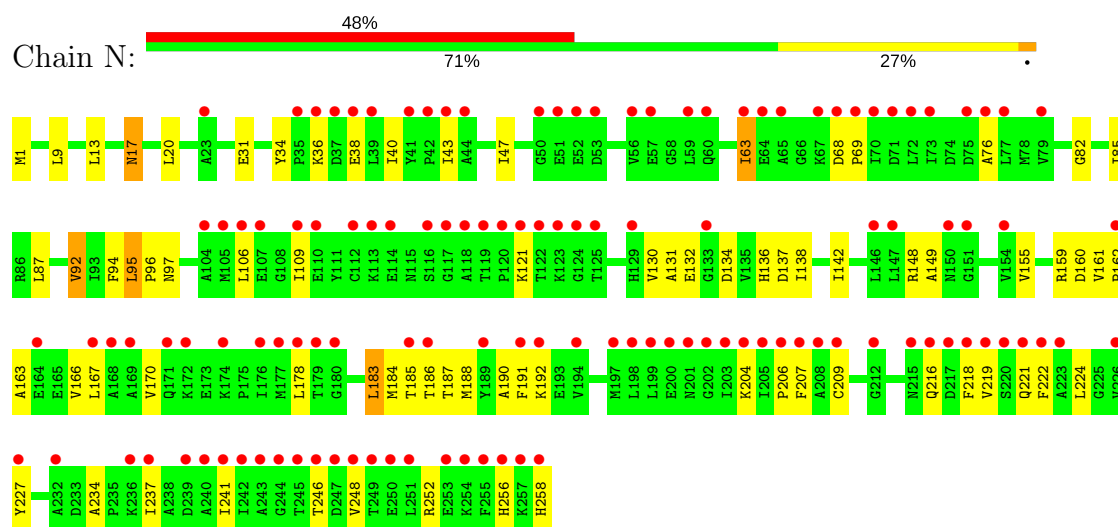 48%
Chain N:
71% 27% •
M1 L9 L13 N17 L20 A23 E31 Y34 P35 K36 D37 E38 L39 I40 Y41 P42 I43 A44 I47 G50 E51 E52 D53 V56 E57 G58 L59 Q60 I63 E64 A65 G66 K67 D68 P69 I70 D71 L72 I73 D74 D75 A76 L77 M78 V79 G82 I85
R86 L87 V92 I93 F94 L95 P96 N97 A104 M105 L106 E107 G108 I109 E110 Y111 C112 K113 E114 N115 S116 G117 A118 T119 P120 K121 T122 K123 G124 T125 H129 V130 A131 E132 G133 D134 V135 H136 D137 I138 I142 L146 L147 R148 A149 N150 G151 V154 V155 R159 D160 V161 P162
A163 E164 E165 V166 L167 A168 A169 V170 Q171 K172 E173 K174 P175 I176 M177 L178 T179 G180 L183 M184 T185 T186 T187 M188 Y189 A190 F191 K192 E193 V194 M197 L198 L199 E200 N201 G202 I203 K204 I205 P206 F207 A208 C209 G212 N215 Q216 D217 F218 V219 S220 Q221 F222 A223 L224 G225 V226
Y227 A232 D233 A234 P235 K236 I237 A238 D239 A240 I241 I242 A243 G244 T245 T246 D247 V248 T249 E250 L251 R252 E253 K254 F255 H256 K257 H258